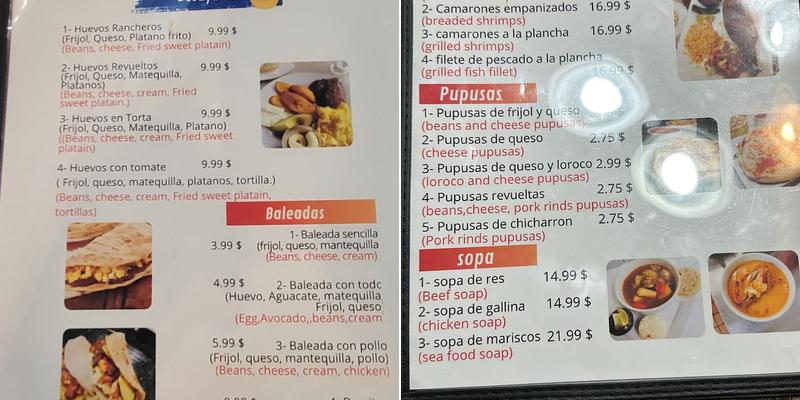 1- Huevos Rancheros 9.99 $
(Frijol, Queso, Platano frito)
(Beans, cheese, Fried sweet platain)
2- Huevos Revueltos 9.99 $
(Frijol, Queso, Matequilla,
Platanos)
(Beans, cheese, cream, Fried
sweet platain.)
9.99 $
3- Huevos en Torta
(Frijol, Queso, Matequilla, Platano)
((Beans, cheese, cream, Fried sweet
platain)
4- Huevos con tomate 9.99 $
( Frijol, queso, matequilla, platanos, tortilla.)
(Beans, cheese, cream, Fried sweet platain,
tortillas)
Baleadas
1- Baleada sencilla
3.99 $ (frijol, queso, mantequilla
(Beans, cheese, cream)
4.99 $ 2- Baleada con todc
(Huevo, Aguacate, matequilla
Frijol, queso
(Egg,Avocado,,beans,cream
5.99 $ 3- Baleada con pollo
(Frijol, queso, mantequilla, pollo)
(Beans, cheese, cream, chicken)
2- Camarones empanizados 16.99 $
(breaded shrimps)
3- camarones a la plancha 16.99 $
(grilled shrimps)
4- filete de pescado a la plancha
(grilled fish fillet) 16.99 $
Pupusas
1- Pupusas de frijol y queso
(beans and cheese pupusas)
2- Pupusas de queso 2.75 $
(cheese pupusas)
3- Pupusas de queso y loroco 2.99 $
(loroco and cheese pupusas)
4- Pupusas revueltas 2.75 $
(beans,cheese, pork rinds pupusas)
5- Pupusas de chicharron 2.75 $
(Pork rinds pupusas)
sopa
1- sopa de res 14.99 $
(Beef soap)
2- sopa de gallina 14.99 $
(chicken soap)
3- sopa de mariscos 21.99 $
(sea food soap)